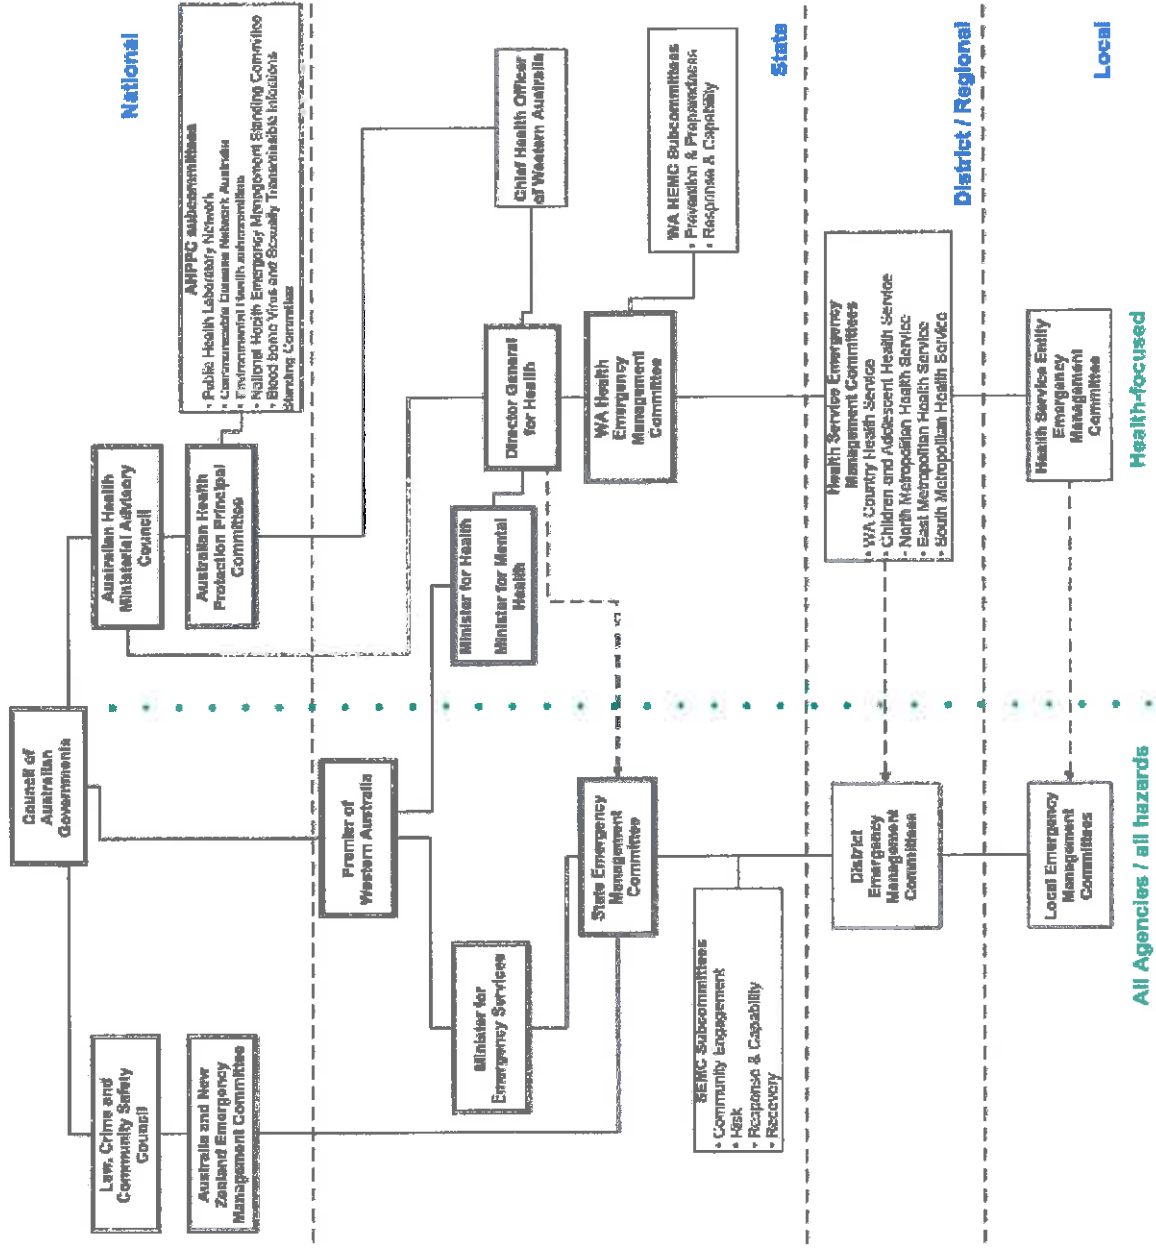 National
Council of
Australian
Governments
Law, Crime and
Community Safety
Council
Australian Health
Ministerial Advisory
Council
AHPPC subcommittees
• Public Health Laboratory Network
• Communicable Disease Network Australia
• Environmental Health subcommittee
• National Health Emergency Management Standing Committee
• Blood borne Virus and Sexually Transmissible Infections
Standing Committee
Australia and New
Zealand Emergency
Management Committee
Australian Health
Protection Principal
Committee
Premier of
Western Australia
Minister for
Emergency Services
Minister for Health
Minister for Mental
Health
Director General
for Health
Chief Health Officer
of Western Australia
State Emergency
Management
Committee
WA Health
Emergency
Management
Committee
WA HEMC Subcommittees
• Prevention & Preparedness
• Response & Capability
SEMC Subcommittees
• Community Engagement
• Risk
• Response & Capability
• Recovery
State
District
Emergency
Management
Committees
Health Service Emergency
Management Committees
• WA Country Health Service
• Children and Adolescent Health Service
• North Metropolitan Health Service
• East Metropolitan Health Service
• South Metropolitan Health Service
District / Regional
Local Emergency
Management
Committees
Health Service Entity
Emergency
Management
Committee
Local
All Agencies / all hazards
Health-focused